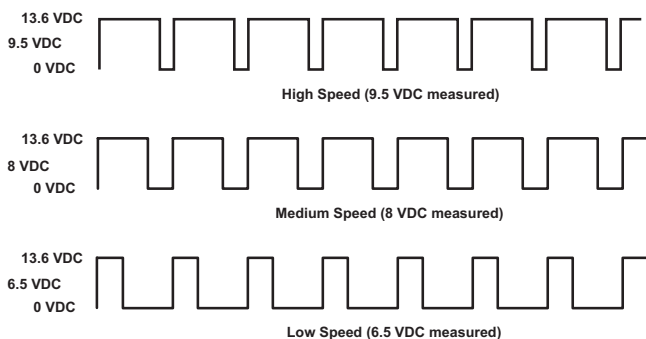 13.6 VDC
9.5 VDC
0 VDC
High Speed (9.5 VDC measured)
13.6 VDC
8 VDC
0 VDC
Medium Speed (8 VDC measured)
13.6 VDC
6.5 VDC
0 VDC
Low Speed (6.5 VDC measured)